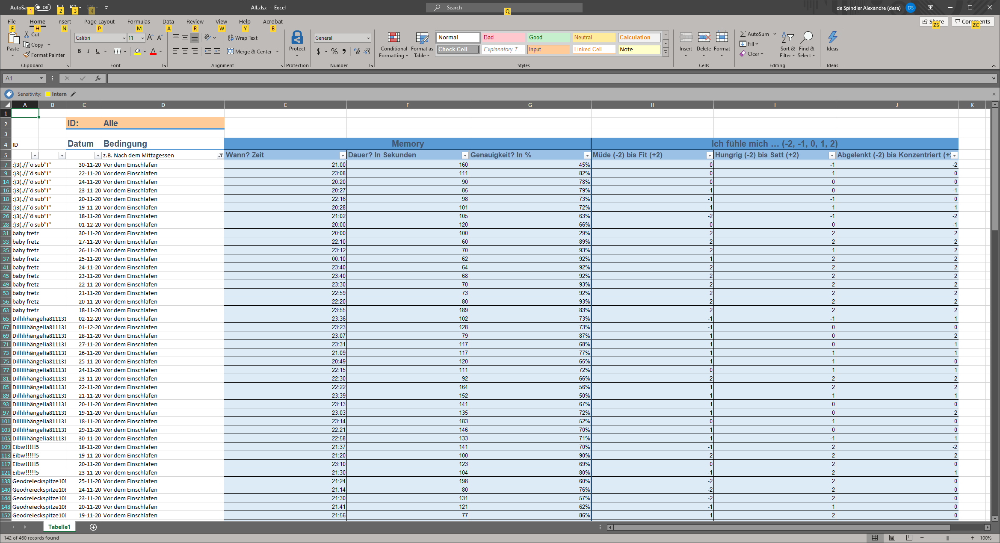 AutoSave Off 1 2 3 4
All.xlsx - Excel
Search Q
de Spindler Alexandre (desa) DS
File Home Insert Page Layout Formulas Data Review View Help Acrobat
Share Comments
F H N P M A R W Y B ZS ZC
Paste Cut Copy Format Painter
Clipboard
Calibri 11 A A
B I U A
Font
ab Wrap Text
Merge & Center
Alignment
Protect
Protection
General
$ % 9
Number
Conditional Formatting
Format as Table
Normal Bad Good Neutral Calculation
Check Cell Explanatory T... Input Linked Cell Note
Styles
Insert Delete Format
Cells
AutoSum Fill Clear
Sort & Filter Find & Select
Editing
Ideas
Ideas
A1 fx
Sensitivity: Intern
A B C D E F G H I J K
1
2 ID: Alle
3
4 ID Datum Bedingung Memory Ich fühle mich ... (-2, -1, 0, 1, 2)
5 z.B. Nach dem Mittagessen Wann? Zeit Dauer? In Sekunden Genauigkeit? In % Müde (-2) bis Fit (+2) Hungrig (-2) bis Satt (+2) Abgelenkt (-2) bis Konzentriert (+
7 :)3(.//`ö sub"I" 30-11-20 Vor dem Einschlafen 21:00 160 45% 0 -1 -2
9 :)3(.//`ö sub"I" 22-11-20 Vor dem Einschlafen 23:08 111 82% 0 1 0
14 :)3(.//`ö sub"I" 24-11-20 Vor dem Einschlafen 20:20 90 78% 0 0 0
16 :)3(.//`ö sub"I" 23-11-20 Vor dem Einschlafen 20:27 85 79% -1 0 -1
18 :)3(.//`ö sub"I" 20-11-20 Vor dem Einschlafen 22:16 98 73% -1 -1 0
22 :)3(.//`ö sub"I" 19-11-20 Vor dem Einschlafen 20:28 101 72% -1 1 -1
26 :)3(.//`ö sub"I" 18-11-20 Vor dem Einschlafen 21:02 105 63% -2 -1 -2
28 :)3(.//`ö sub"I" 01-12-20 Vor dem Einschlafen 20:00 120 66% 0 0 -1
31 baby fretz 30-11-20 Vor dem Einschlafen 20:00 100 29% 2 2 2
33 baby fretz 27-11-20 Vor dem Einschlafen 22:10 60 89% 2 2 2
35 baby fretz 26-11-20 Vor dem Einschlafen 23:12 70 93% 2 1 2
37 baby fretz 25-11-20 Vor dem Einschlafen 00:10 62 92% 1 2 2
41 baby fretz 24-11-20 Vor dem Einschlafen 23:40 64 92% 2 2 2
45 baby fretz 23-11-20 Vor dem Einschlafen 23:40 68 92% 2 2 2
49 baby fretz 22-11-20 Vor dem Einschlafen 23:30 70 93% 2 2 2
53 baby fretz 21-11-20 Vor dem Einschlafen 22:59 73 92% 2 2 2
56 baby fretz 20-11-20 Vor dem Einschlafen 22:20 80 93% 2 2 2
63 baby fretz 18-11-20 Vor dem Einschlafen 23:55 189 83% 2 2 2
65 Dillilihängelia811131 02-12-20 Vor dem Einschlafen 23:36 102 73% -1 -1 1
67 Dillilihängelia811131 01-12-20 Vor dem Einschlafen 23:23 128 73% -1 0 0
69 Dillilihängelia811131 28-11-20 Vor dem Einschlafen 23:07 79 87% 1 0 2
71 Dillilihängelia811131 27-11-20 Vor dem Einschlafen 23:31 117 68% 1 0 1
73 Dillilihängelia811131 26-11-20 Vor dem Einschlafen 21:09 117 77% 1 1 1
75 Dillilihängelia811131 25-11-20 Vor dem Einschlafen 20:49 120 65% -1 -1 0
77 Dillilihängelia811131 24-11-20 Vor dem Einschlafen 22:15 111 72% 0 1 1
81 Dillilihängelia811131 23-11-20 Vor dem Einschlafen 22:30 92 66% 2 2 2
85 Dillilihängelia811131 22-11-20 Vor dem Einschlafen 22:22 164 56% 1 2 2
89 Dillilihängelia811131 21-11-20 Vor dem Einschlafen 23:39 152 50% 1 1 1
93 Dillilihängelia811131 20-11-20 Vor dem Einschlafen 23:13 141 67% 1 0 0
97 Dillilihängelia811131 19-11-20 Vor dem Einschlafen 23:03 135 72% 1 0 2
101 Dillilihängelia811131 18-11-20 Vor dem Einschlafen 23:14 183 52% 0 1 0
103 Dillilihängelia811131 29-11-20 Vor dem Einschlafen 22:21 146 70% 1 0 0
105 Dillilihängelia811131 30-11-20 Vor dem Einschlafen 22:58 133 71% 1 -1 1
109 Eibw!!!!!5 18-11-20 Vor dem Einschlafen 21:37 141 70% -1 2 -2
113 Eibw!!!!!5 19-11-20 Vor dem Einschlafen 21:20 100 90% 2 2 2
117 Eibw!!!!!5 20-11-20 Vor dem Einschlafen 23:10 123 69% 0 2 0
121 Eibw!!!!!5 23-11-20 Vor dem Einschlafen 21:30 104 80% -1 2 1
138 Geodreieckspitze108 25-11-20 Vor dem Einschlafen 21:24 198 60% -2 2 0
140 Geodreieckspitze108 24-11-20 Vor dem Einschlafen 21:14 80 76% -2 2 0
144 Geodreieckspitze108 23-11-20 Vor dem Einschlafen 21:30 131 57% -2 2 0
148 Geodreieckspitze108 20-11-20 Vor dem Einschlafen 21:41 121 62% -1 1 0
152 Geodreieckspitze108 19-11-20 Vor dem Einschlafen 21:56 77 86% 1 2 0
Tabelle1
142 of 460 records found 100%